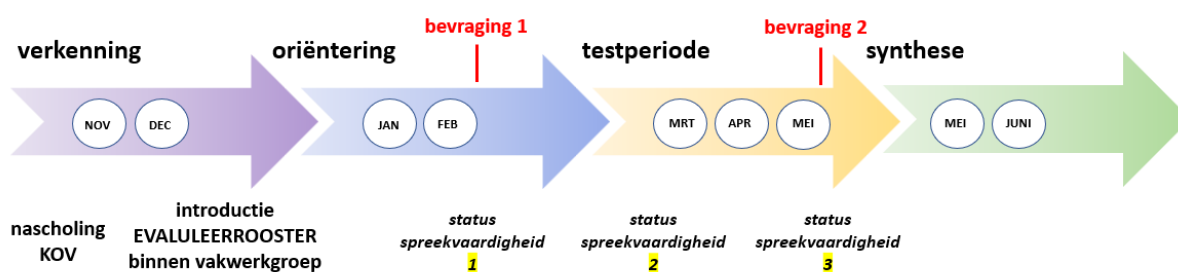 bevraging 1
bevraging 2
verkenning
oriëntering
testperiode
synthese
NOV
DEC
JAN
FEB
MRT
APR
MEI
MEI
JUNI
nascholing
KOV
introductie
EVALULEERROOSTER
binnen vakwerkgroep
status
spreekvaardigheid
1
status
spreekvaardigheid
2
status
spreekvaardigheid
3